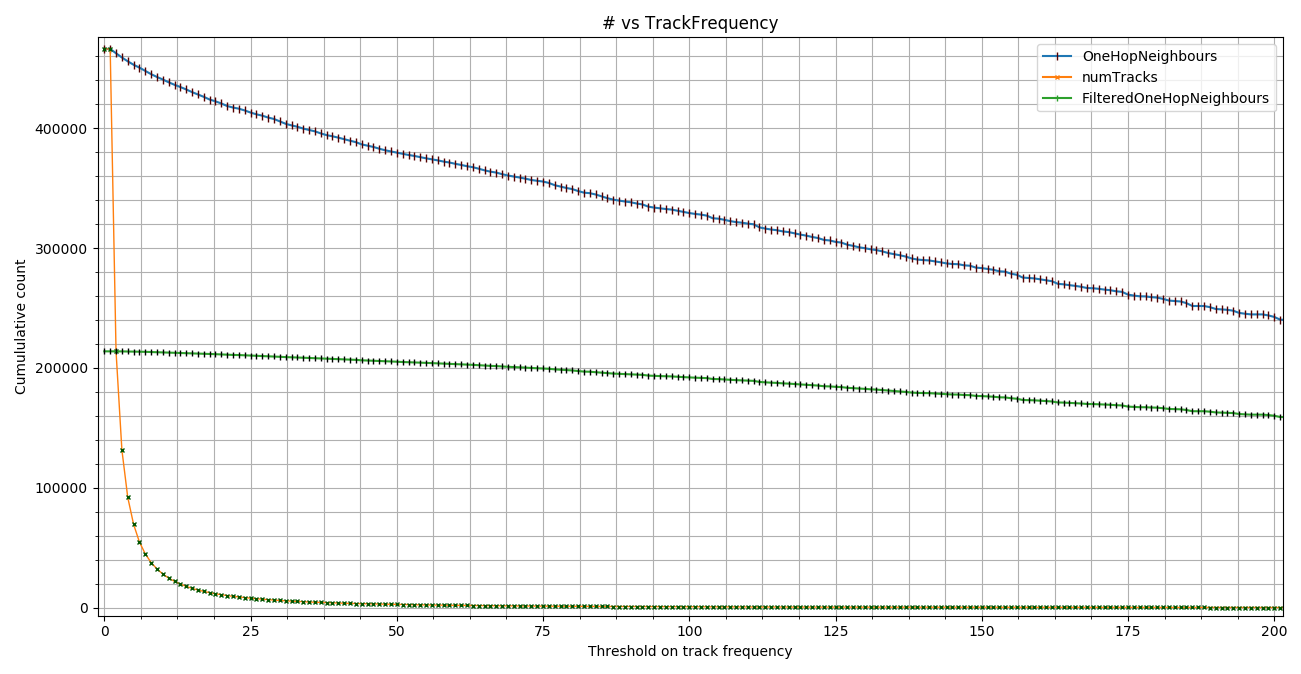 # vs TrackFrequency
OneHopNeighbours
numTracks
FilteredOneHopNeighbours
Cumululative count
400000
300000
200000
100000
0
0 25 50 75 100 125 150 175 200
Threshold on track frequency